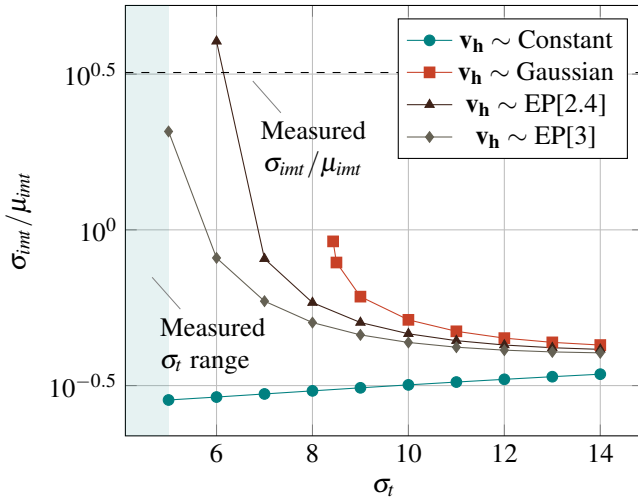 10^0.5
10^0
10^−0.5
σ_imt/μ_imt
v_h ∼ Constant
v_h ∼ Gaussian
v_h ∼ EP[2.4]
v_h ∼ EP[3]
Measured
σ_imt/μ_imt
Measured
σ_t range
6 8 10 12 14
σ_t